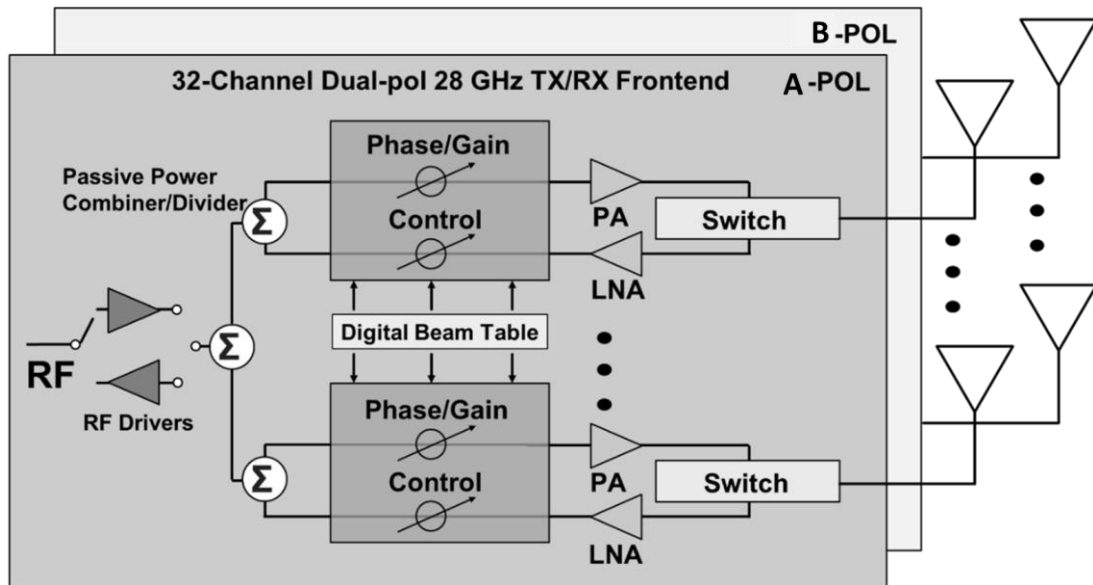 B-POL
32-Channel Dual-pol 28 GHz TX/RX Frontend
A-POL
Phase/Gain
Passive Power
Combiner/Divider
Σ
Control
PA
Switch
LNA
Digital Beam Table
Σ
RF
RF Drivers
Phase/Gain
Σ
Control
PA
Switch
LNA